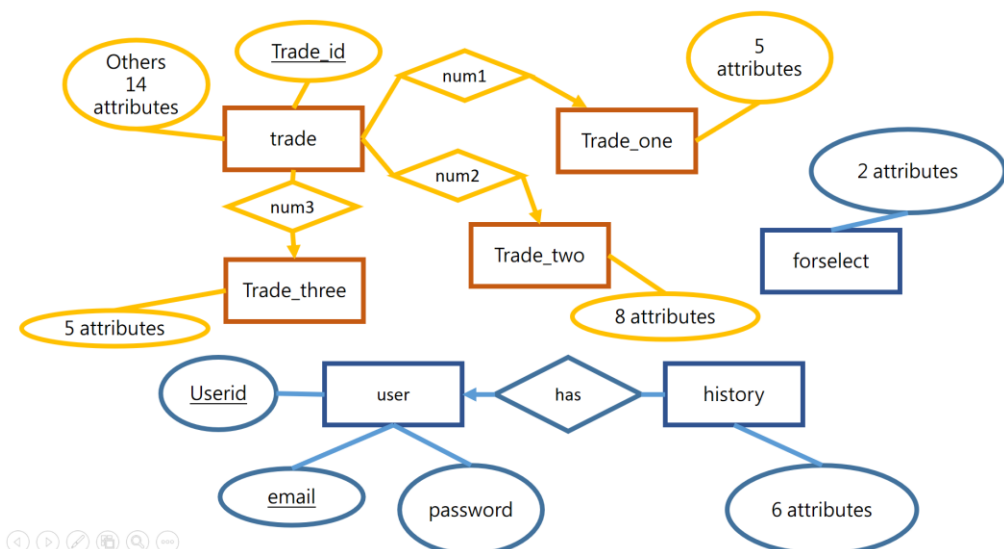 Trade_id
Others
14
attributes
num1
5
attributes
trade
Trade_one
num2
2 attributes
num3
Trade_two
forselect
Trade_three
8 attributes
5 attributes
Userid
user
has
history
email
password
6 attributes